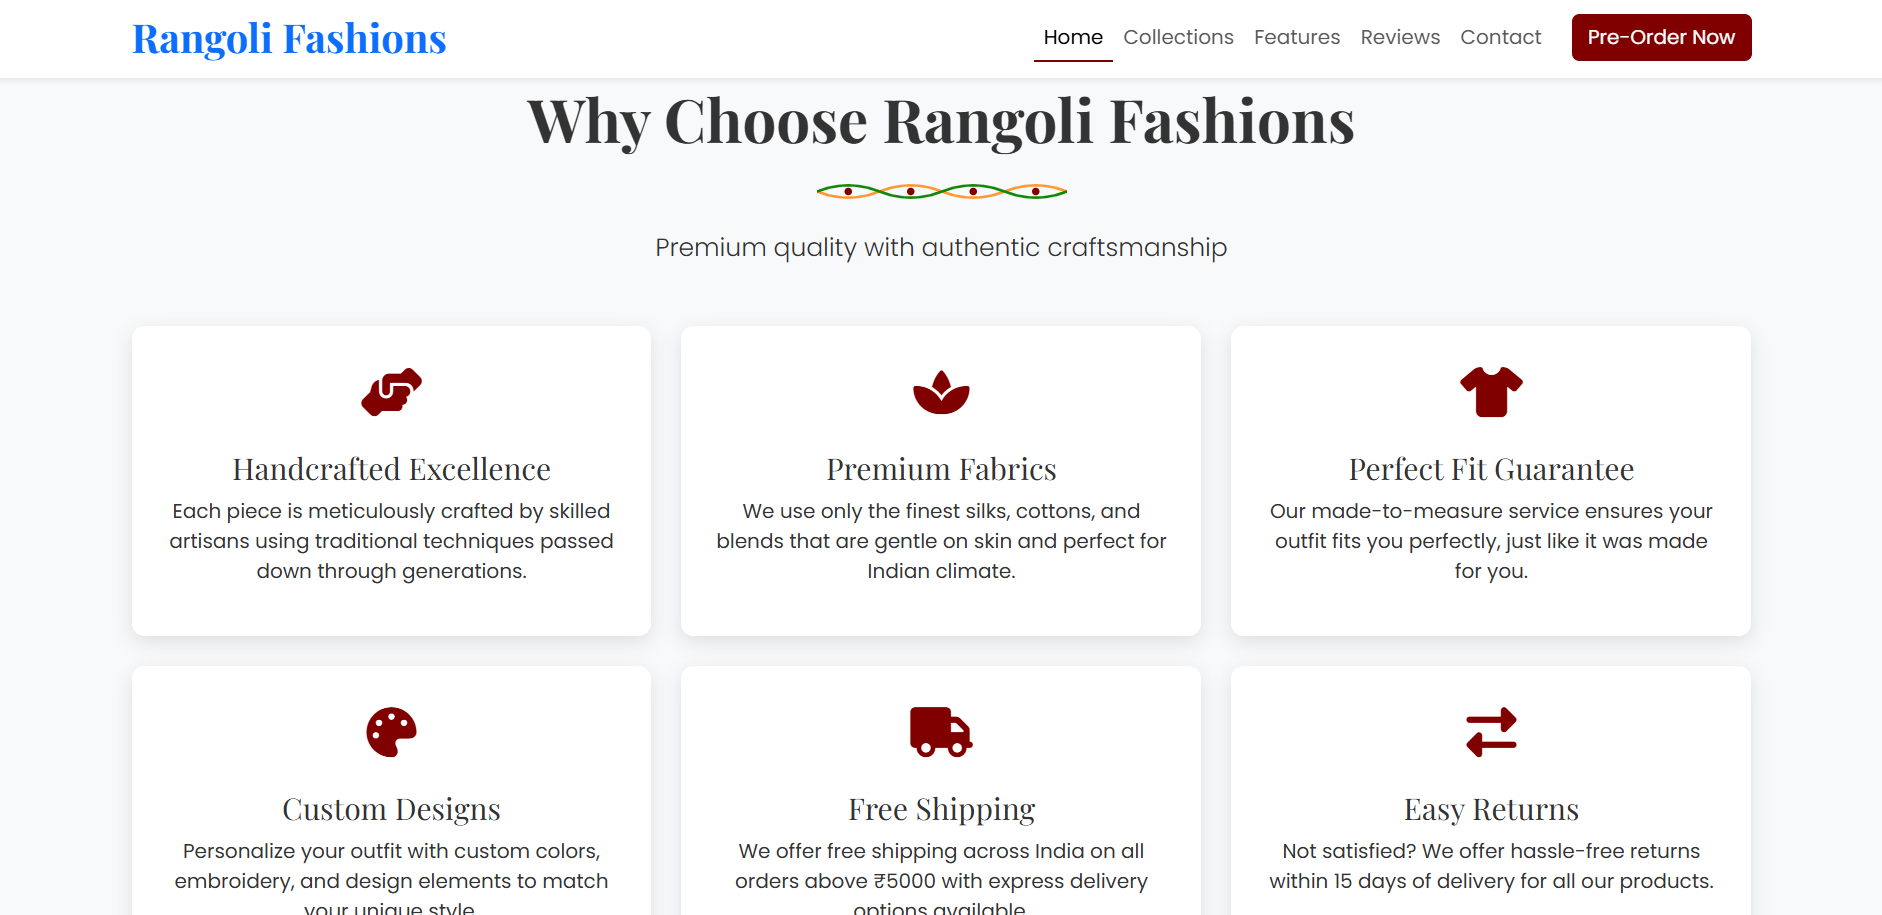 Rangoli Fashions
Home Collections Features Reviews Contact Pre-Order Now
Why Choose Rangoli Fashions
Premium quality with authentic craftsmanship
Handcrafted Excellence
Each piece is meticulously crafted by skilled
artisans using traditional techniques passed
down through generations.
Premium Fabrics
We use only the finest silks, cottons, and
blends that are gentle on skin and perfect for
Indian climate.
Perfect Fit Guarantee
Our made-to-measure service ensures your
outfit fits you perfectly, just like it was made
for you.
Custom Designs
Personalize your outfit with custom colors,
embroidery, and design elements to match
your unique style.
Free Shipping
We offer free shipping across India on all
orders above ₹5000 with express delivery
options available.
Easy Returns
Not satisfied? We offer hassle-free returns
within 15 days of delivery for all our products.